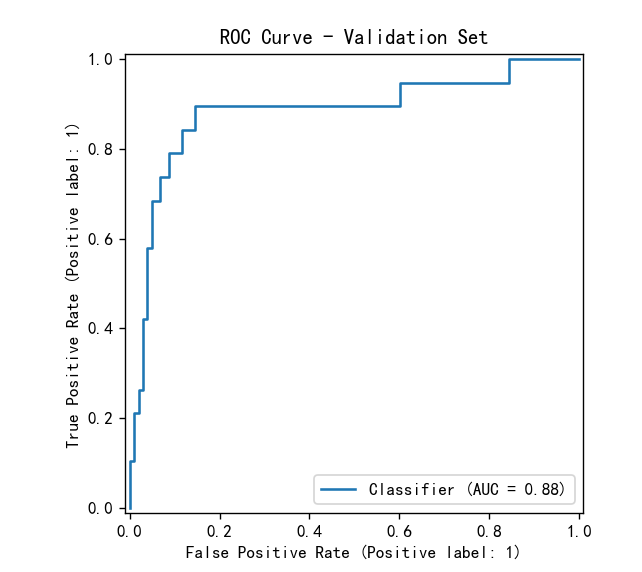 ROC Curve - Validation Set
1.0
0.8
0.6
0.4
0.2
0.0
True Positive Rate (Positive label: 1)
Classifier (AUC = 0.88)
0.0 0.2 0.4 0.6 0.8 1.0
False Positive Rate (Positive label: 1)